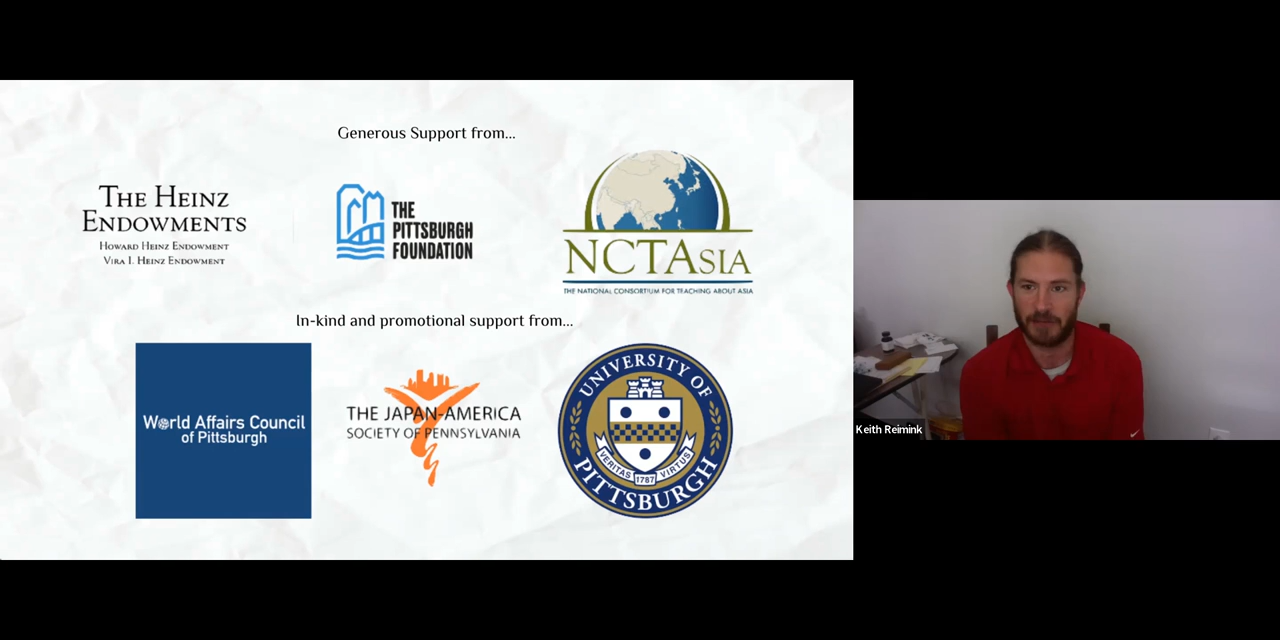 Generous Support from...
THE HEINZ
ENDOWMENTS
HOWARD HEINZ ENDOWMENT
VIRA I. HEINZ ENDOWMENT
THE
PITTSBURGH
FOUNDATION
NCTASIA
THE NATIONAL CONSORTIUM FOR TEACHING ABOUT ASIA
In-kind and promotional support from...
World Affairs Council
of Pittsburgh
THE JAPAN-AMERICA
SOCIETY OF PENNSYLVANIA
UNIVERSITY OF
PITTSBURGH
VERITAS 1787 VIRTUS
Keith Reimink